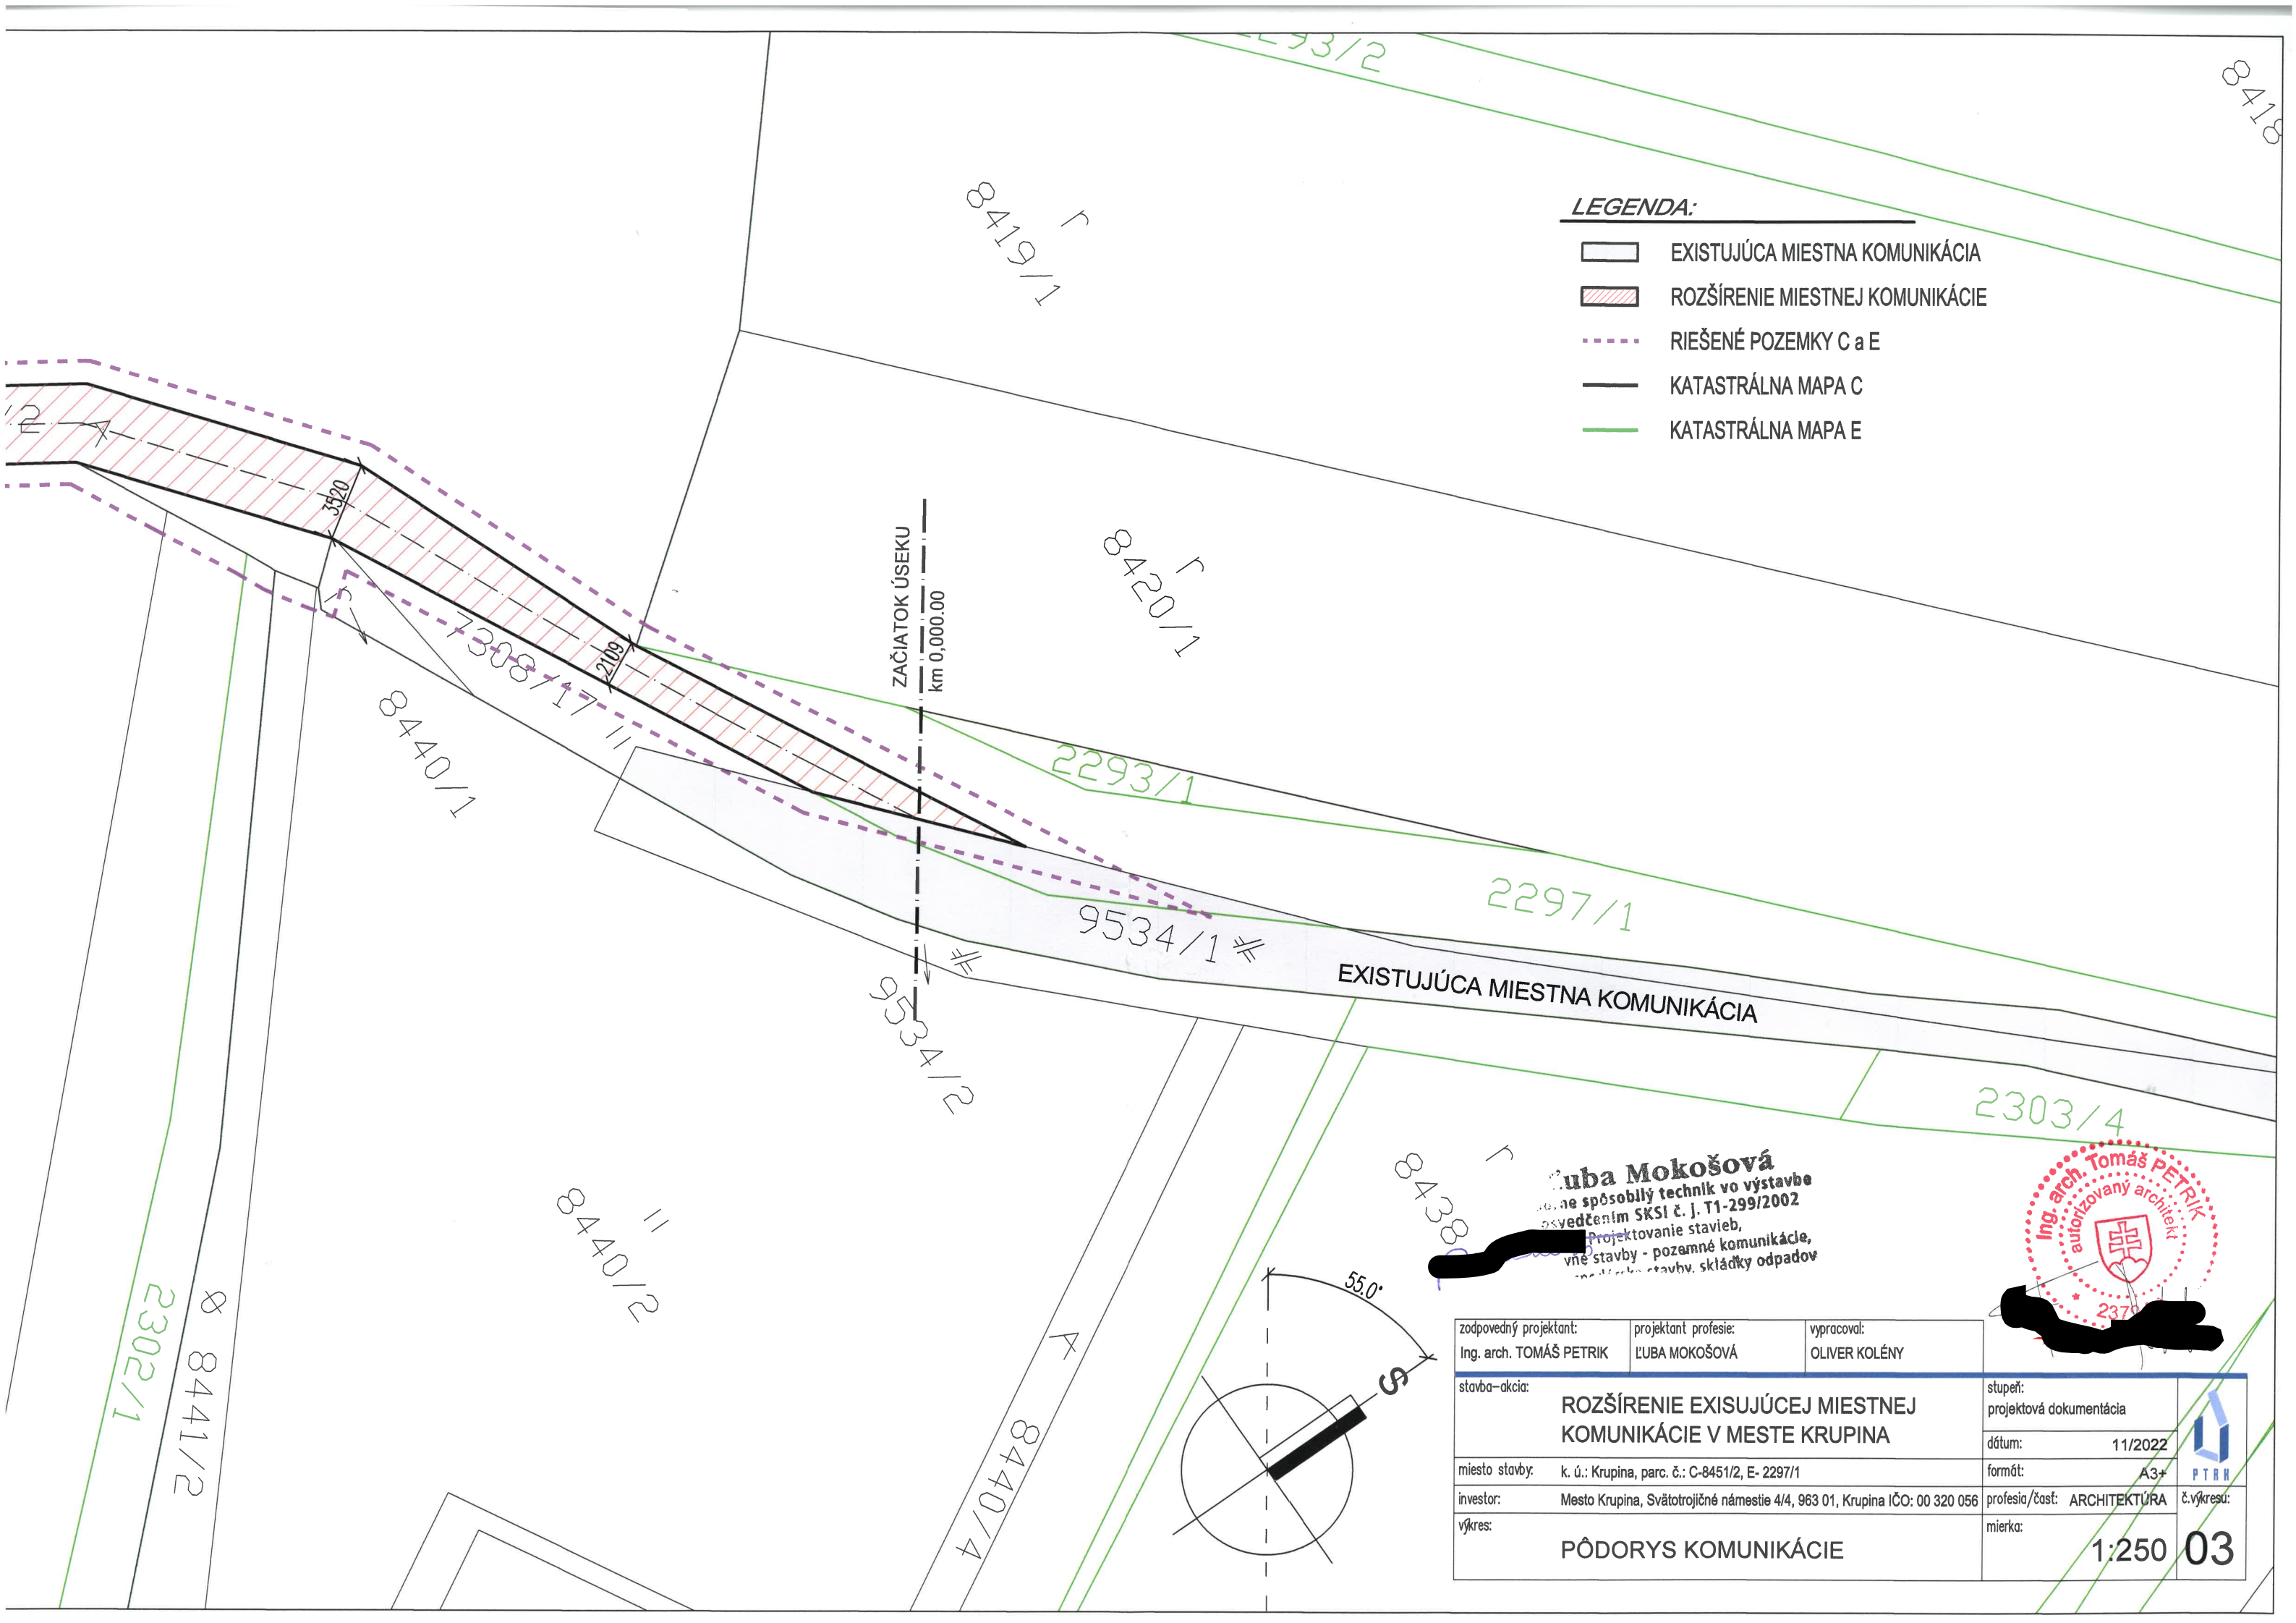 2293/2
8418
8419/1
r
LEGENDA:
EXISTUJÚCA MIESTNA KOMUNIKÁCIA
ROZŠÍRENIE MIESTNEJ KOMUNIKÁCIE
RIEŠENÉ POZEMKY C a E
KATASTRÁLNA MAPA C
KATASTRÁLNA MAPA E
/2
3520
2109
7308/17
ZAČIATOK ÚSEKU
km 0,000.00
8420/1
r
8440/1
2293/1
2297/1
9534/1
EXISTUJÚCA MIESTNA KOMUNIKÁCIA
9534/2
2303/4
8438
r
8440/2
2302/1
8441/2
8440/4
55.0°
S
Ľuba Mokošová
spôsobilý technik vo výstavbe
SKSI č. j. T1-299/2002
Projektovanie stavieb,
stavby - pozemné komunikácie,
stavby, skládky odpadov
Ing. arch. Tomáš PETRIK
autorizovaný architekt
zodpovedný projektant:
Ing. arch. TOMÁŠ PETRIK
projektant profesie:
ĽUBA MOKOŠOVÁ
vypracoval:
OLIVER KOLÉNY
stavba-akcia:
ROZŠÍRENIE EXISUJÚCEJ MIESTNEJ
KOMUNIKÁCIE V MESTE KRUPINA
stupeň:
projektová dokumentácia
dátum: 11/2022
PTRK
miesto stavby: k. ú.: Krupina, parc. č.: C-8451/2, E- 2297/1
formát: A3+
investor: Mesto Krupina, Svätotrojičné námestie 4/4, 963 01, Krupina IČO: 00 320 056
profesia/časť: ARCHITEKTÚRA
č.výkresu:
03
výkres:
PÔDORYS KOMUNIKÁCIE
mierka:
1:250